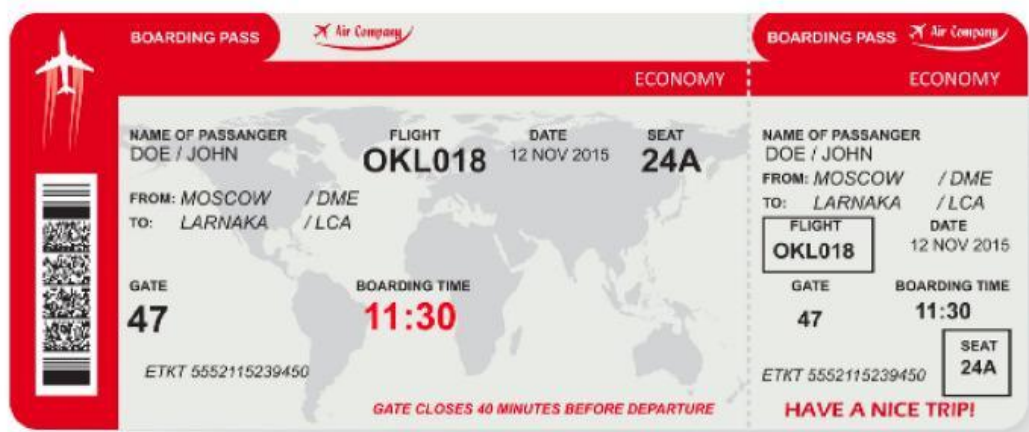 BOARDING PASS
Air Company
ECONOMY
NAME OF PASSANGER
DOE / JOHN
FLIGHT
OKL018
DATE
12 NOV 2015
SEAT
24A
FROM: MOSCOW / DME
TO: LARNAKA / LCA
GATE
47
BOARDING TIME
11:30
ETKT 5552115239450
GATE CLOSES 40 MINUTES BEFORE DEPARTURE
BOARDING PASS
Air Company
ECONOMY
NAME OF PASSANGER
DOE / JOHN
FROM: MOSCOW / DME
TO: LARNAKA / LCA
FLIGHT
OKL018
DATE
12 NOV 2015
GATE
47
BOARDING TIME
11:30
SEAT
24A
ETKT 5552115239450
HAVE A NICE TRIP!